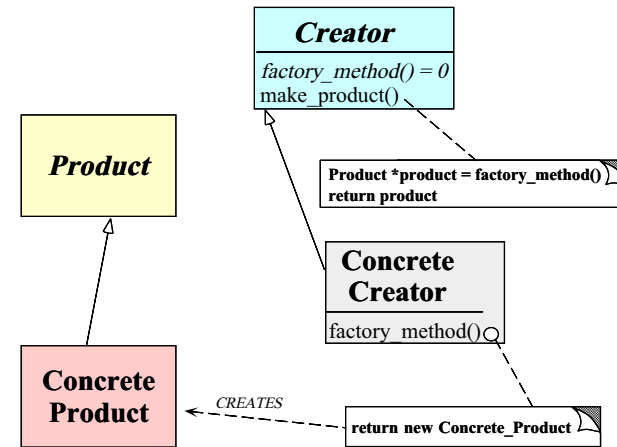 Creator
factory_method() = 0
make_product()
Product
Product *product = factory_method()
return product
Concrete
Creator
factory_method()
Concrete
Product
CREATES
return new Concrete_Product